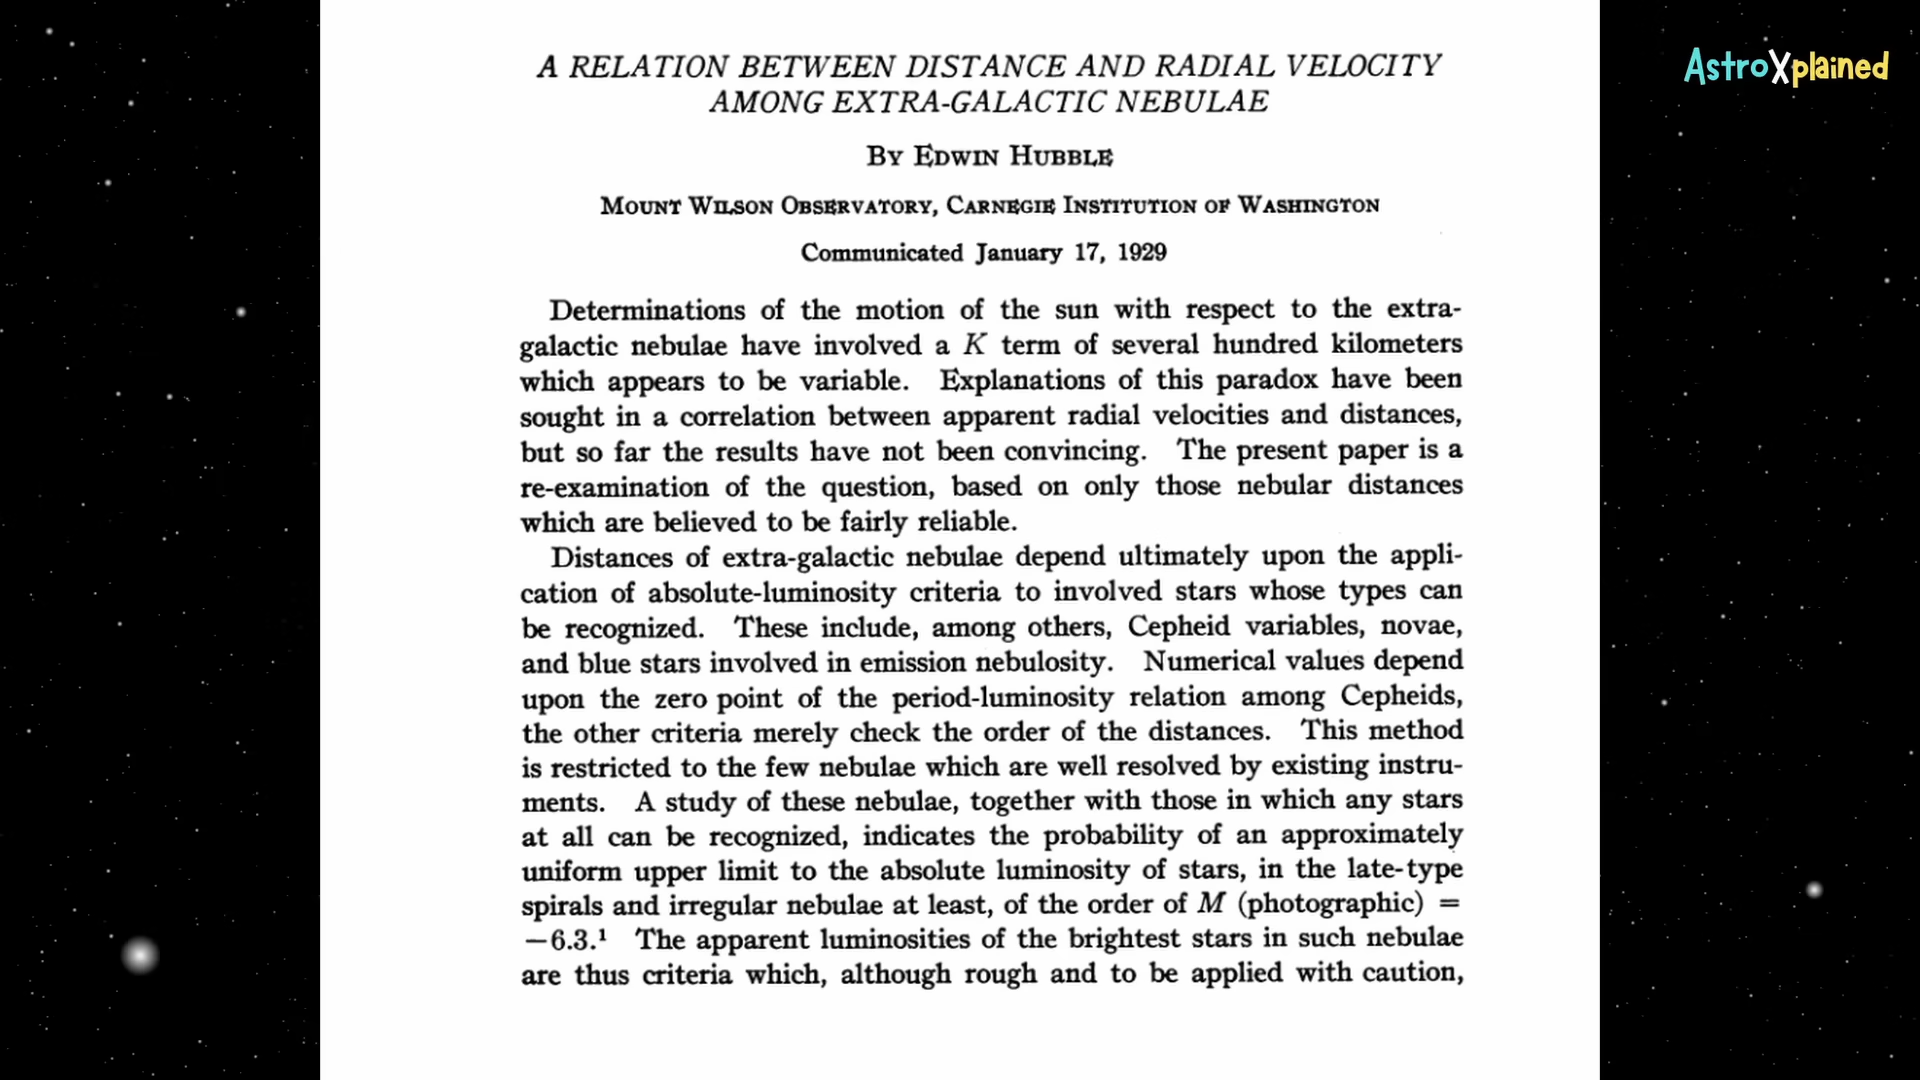 A RELATION BETWEEN DISTANCE AND RADIAL VELOCITY
AMONG EXTRA-GALACTIC NEBULAE
BY EDWIN HUBBLE
MOUNT WILSON OBSERVATORY, CARNEGIE INSTITUTION OF WASHINGTON
Communicated January 17, 1929
Determinations of the motion of the sun with respect to the extra-
galactic nebulae have involved a K term of several hundred kilometers
which appears to be variable. Explanations of this paradox have been
sought in a correlation between apparent radial velocities and distances,
but so far the results have not been convincing. The present paper is a
re-examination of the question, based on only those nebular distances
which are believed to be fairly reliable.
Distances of extra-galactic nebulae depend ultimately upon the appli-
cation of absolute-luminosity criteria to involved stars whose types can
be recognized. These include, among others, Cepheid variables, novae,
and blue stars involved in emission nebulosity. Numerical values depend
upon the zero point of the period-luminosity relation among Cepheids,
the other criteria merely check the order of the distances. This method
is restricted to the few nebulae which are well resolved by existing instru-
ments. A study of these nebulae, together with those in which any stars
at all can be recognized, indicates the probability of an approximately
uniform upper limit to the absolute luminosity of stars, in the late-type
spirals and irregular nebulae at least, of the order of M (photographic) =
−6.3.¹ The apparent luminosities of the brightest stars in such nebulae
are thus criteria which, although rough and to be applied with caution,
AstroXplained